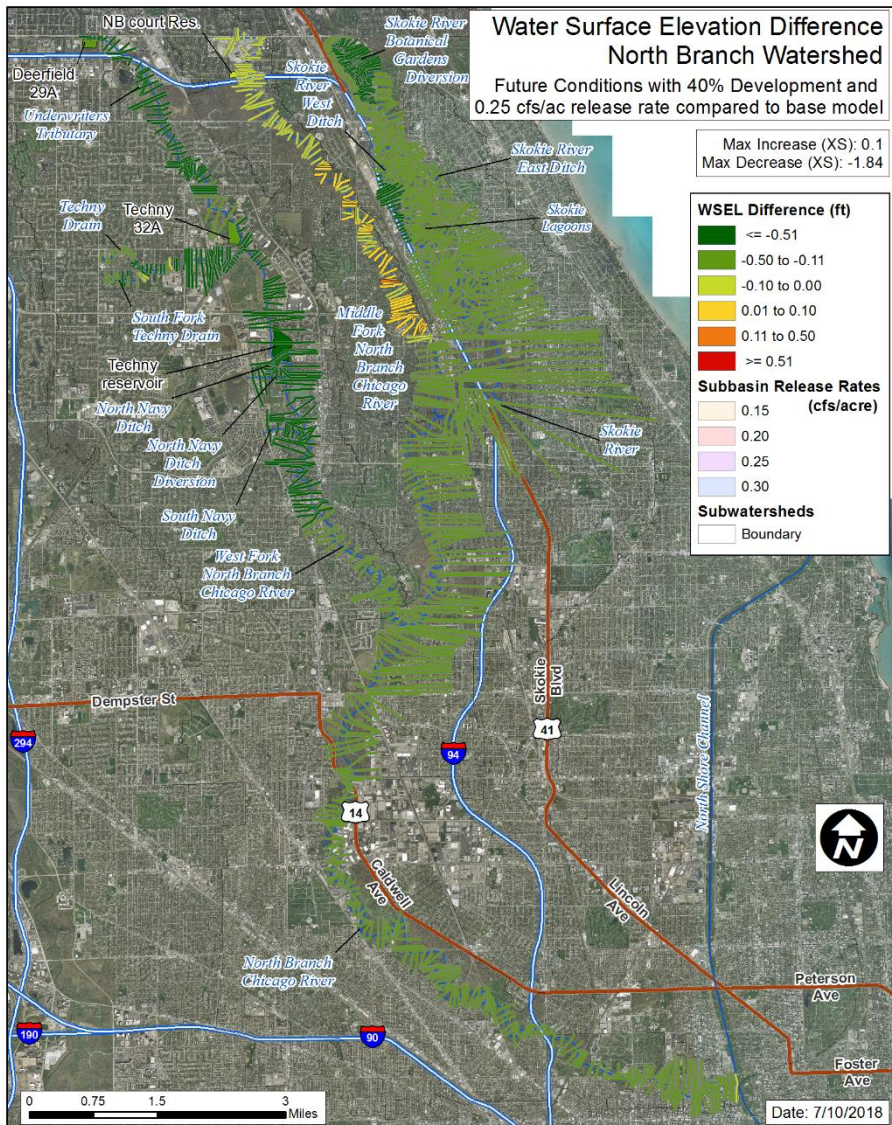 Water Surface Elevation Difference
North Branch Watershed
Future Conditions with 40% Development and
0.25 cfs/ac release rate compared to base model
Max Increase (XS): 0.1
Max Decrease (XS): -1.84
WSEL Difference (ft)
<= -0.51
-0.50 to -0.11
-0.10 to 0.00
0.01 to 0.10
0.11 to 0.50
>= 0.51
Subbasin Release Rates
(cfs/acre)
0.15
0.20
0.25
0.30
Subwatersheds
Boundary
NB court Res.
Deerfield
29A
Underwriters
Tributary
Skokie
River
West
Ditch
Skokie River
Botanical
Gardens
Diversion
Skokie River
East Ditch
Skokie
Lagoons
Techny
Drain
Techny
32A
South Fork
Techny Drain
Techny
reservoir
North Navy
Ditch
North Navy
Ditch
Diversion
South Navy
Ditch
Middle
Fork
North
Branch
Chicago
River
Skokie
River
West Fork
North Branch
Chicago River
Dempster St
Skokie
Blvd
North Shore Channel
294
94
41
14
N
Caldwell
Ave
Lincoln
Ave
North Branch
Chicago River
Peterson
Ave
190
90
Foster
Ave
0 0.75 1.5 3
Miles
Date: 7/10/2018